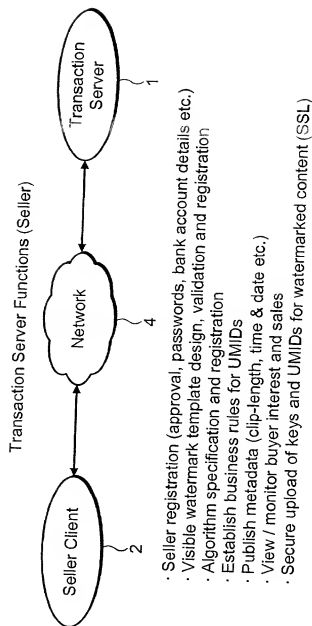 Transaction Server Functions (Seller)
Seller Client
2
Network
4
Transaction
Server
1
· Seller registration (approval, passwords, bank account details etc.)
· Visible watermark template design, validation and registration
· Algorithm specification and registration
· Establish business rules for UMIDs
· Publish metadata (clip-length, time & date etc.)
· View / monitor buyer interest and sales
· Secure upload of keys and UMIDs for watermarked content (SSL)